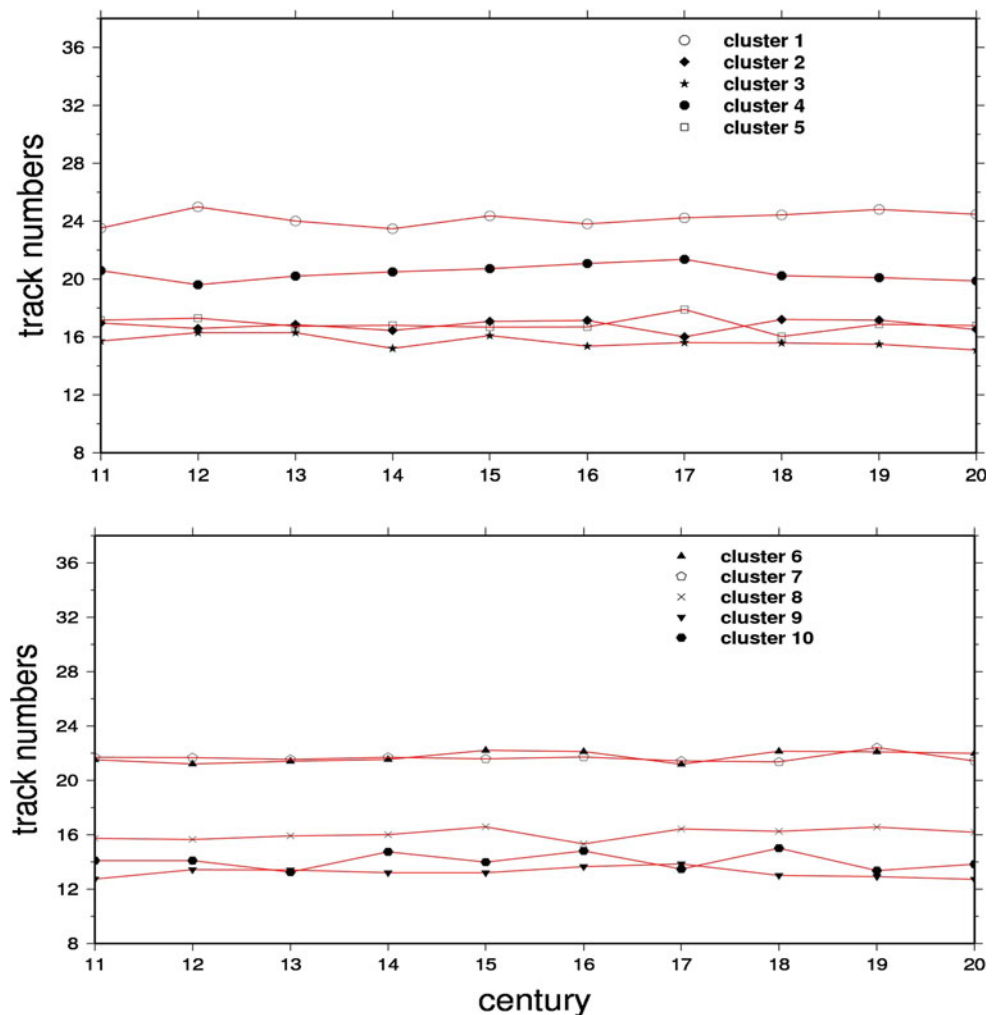 36
32
28
24
20
16
12
8
track numbers
cluster 1
cluster 2
cluster 3
cluster 4
cluster 5
11 12 13 14 15 16 17 18 19 20
36
32
28
24
20
16
12
8
track numbers
cluster 6
cluster 7
cluster 8
cluster 9
cluster 10
11 12 13 14 15 16 17 18 19 20
century